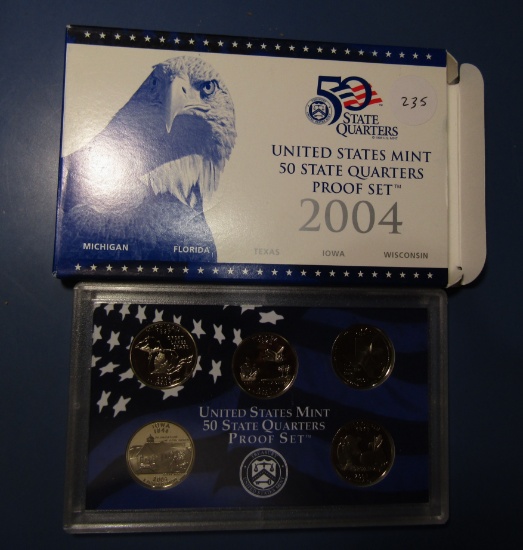 50
STATE
QUARTERS
235
UNITED STATES MINT
50 STATE QUARTERS
PROOF SET™
2004
MICHIGAN FLORIDA TEXAS IOWA WISCONSIN
UNITED STATES MINT
50 STATE QUARTERS
PROOF SET™
IOWA
1846